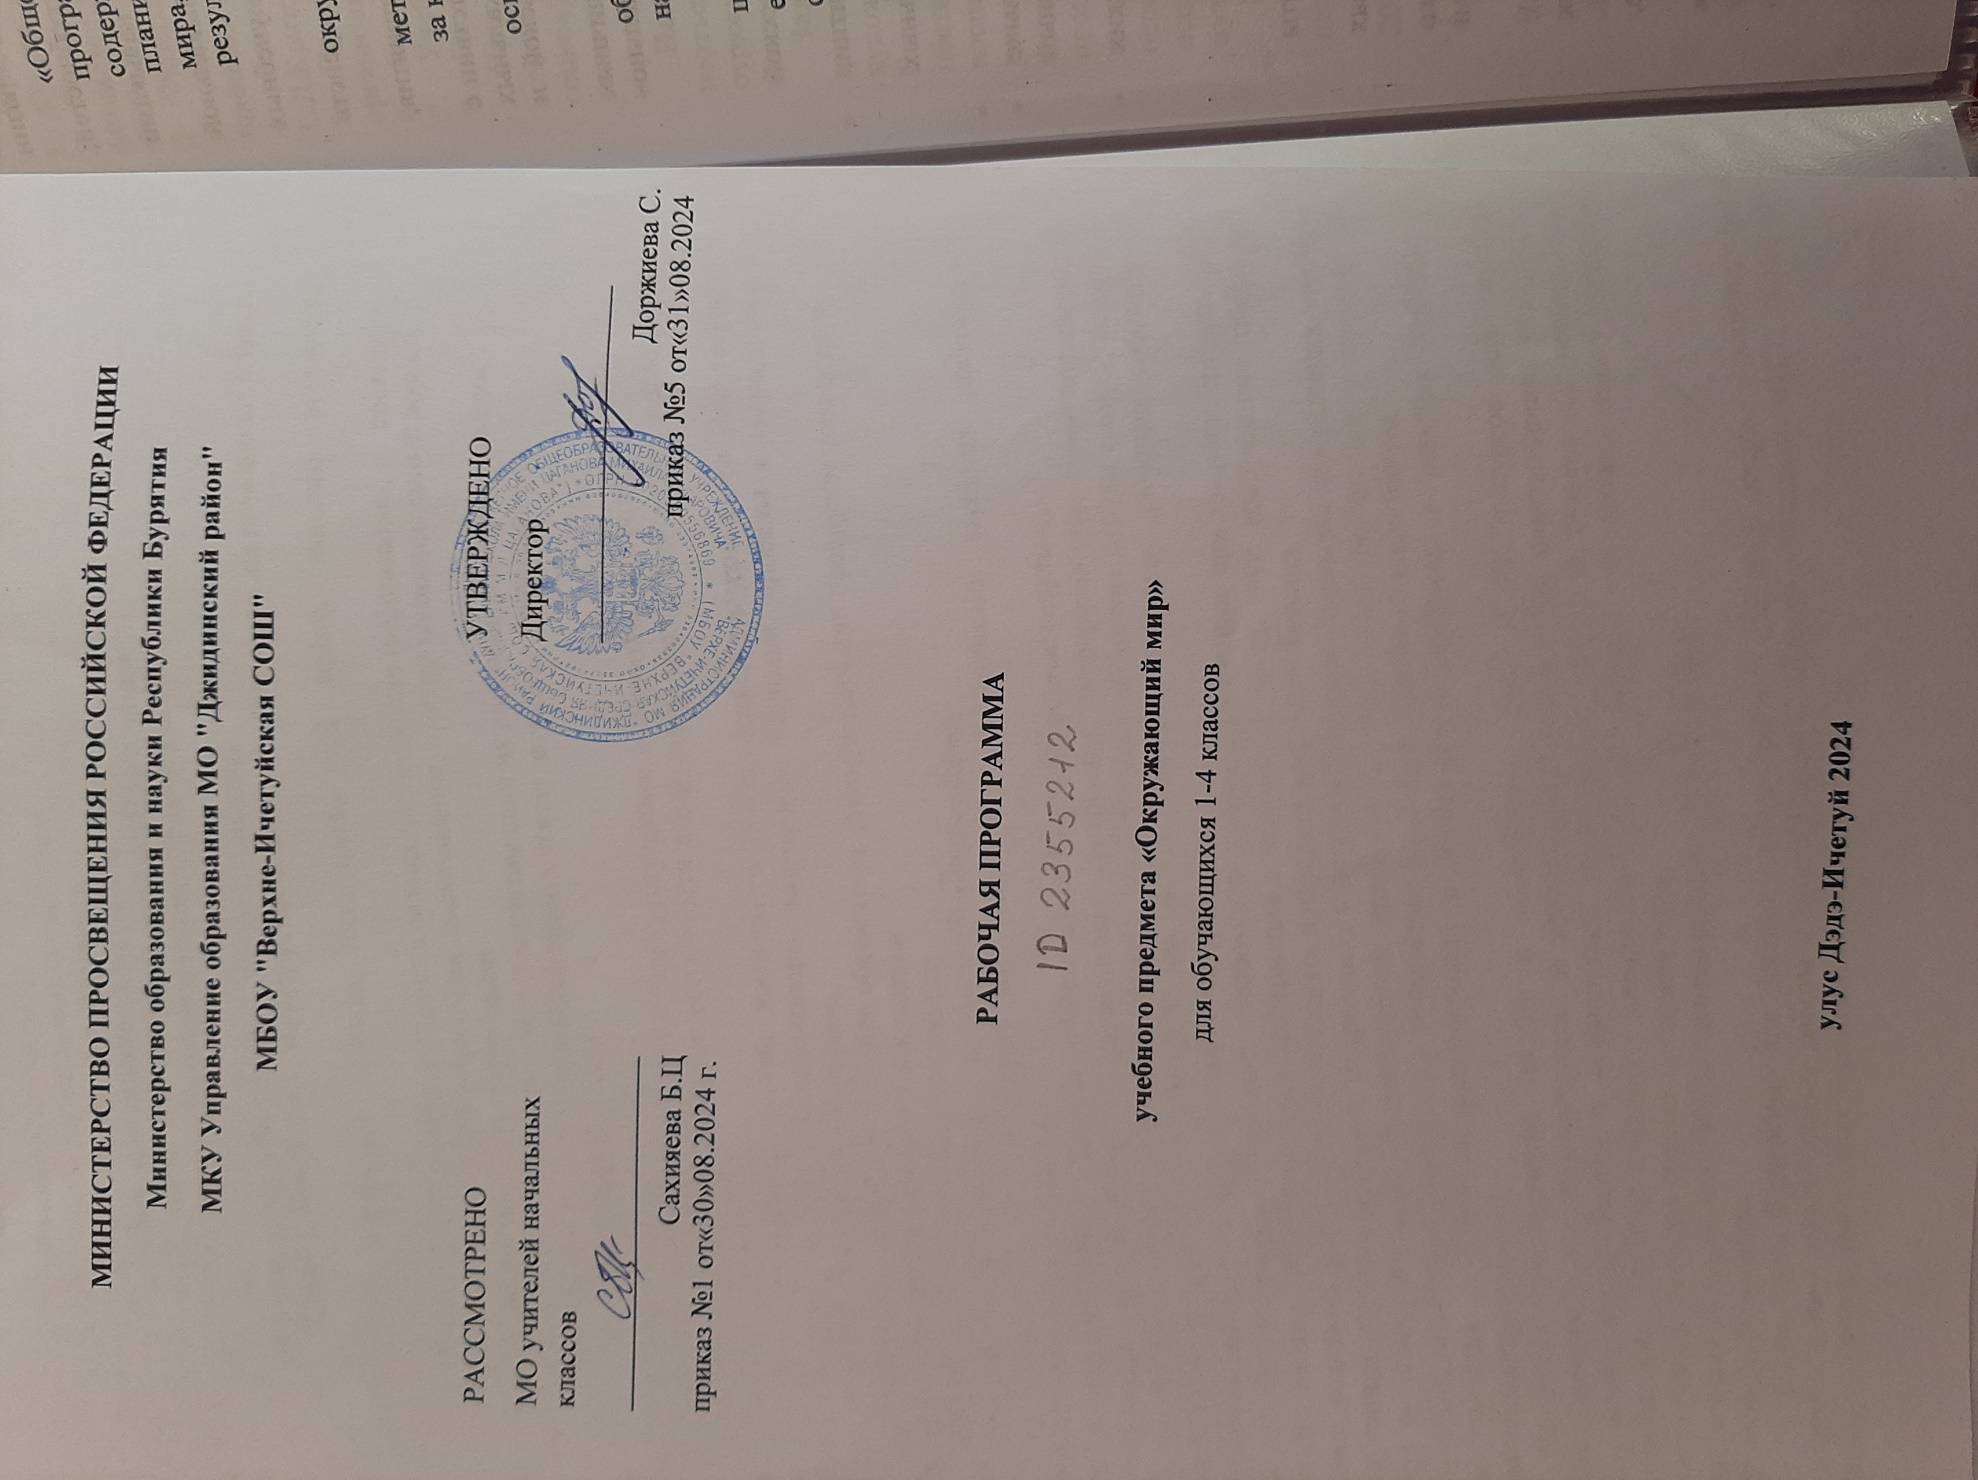 МИНИСТЕРСТВО ПРОСВЕЩЕНИЯ РОССИЙСКОЙ ФЕДЕРАЦИИ
Министерство образования и науки Республики Бурятия
МКУ Управление образования МО "Джидинский район"
МБОУ "Верхне-Ичетуйская СОШ"
РАССМОТРЕНО
МО учителей начальных
классов
Сахияева Б.Ц
приказ №1 от«30»08.2024 г.
УТВЕРЖДЕНО
Директор
Доржиева С.
приказ №5 от«31»08.2024
РАБОЧАЯ ПРОГРАММА
ID 2355212
учебного предмета «Окружающий мир»
для обучающихся 1-4 классов
улус Дэдэ-Ичетуй 2024